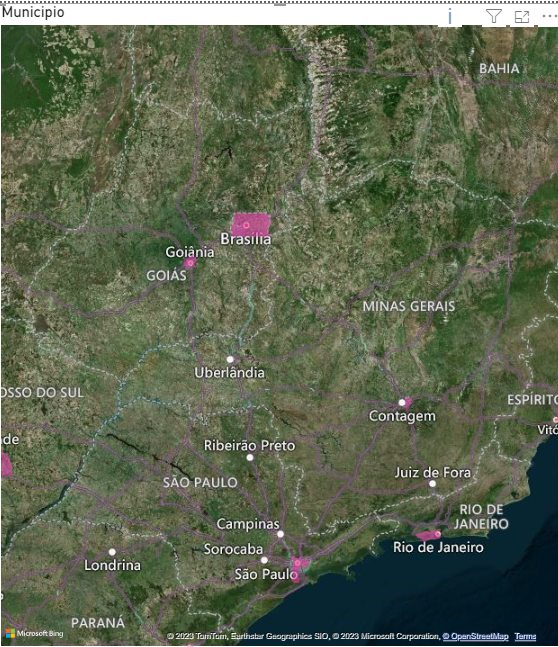 Municipio
BAHIA
Brasília
Goiânia
GOIÁS
MINAS GERAIS
Uberlândia
OSSO DO SUL
ESPÍRITO
Contagem
Vitó
de
Ribeirão Preto
Juiz de Fora
SÃO PAULO
RIO DE
JANEIRO
Campinas
Sorocaba
Rio de Janeiro
Londrina
São Paulo
PARANÁ
Microsoft Bing
© 2023 TomTom, Earthstar Geographics SIO, © 2023 Microsoft Corporation, © OpenStreetMap Terms